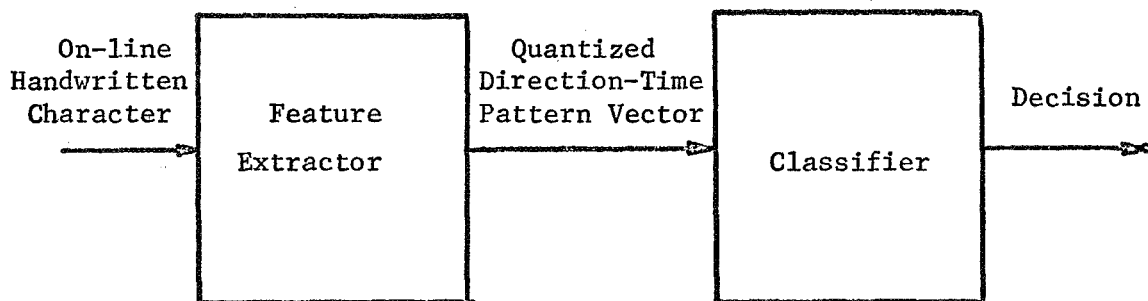 On-line
Handwritten
Character
Feature
Extractor
Quantized
Direction-Time
Pattern Vector
Classifier
Decision